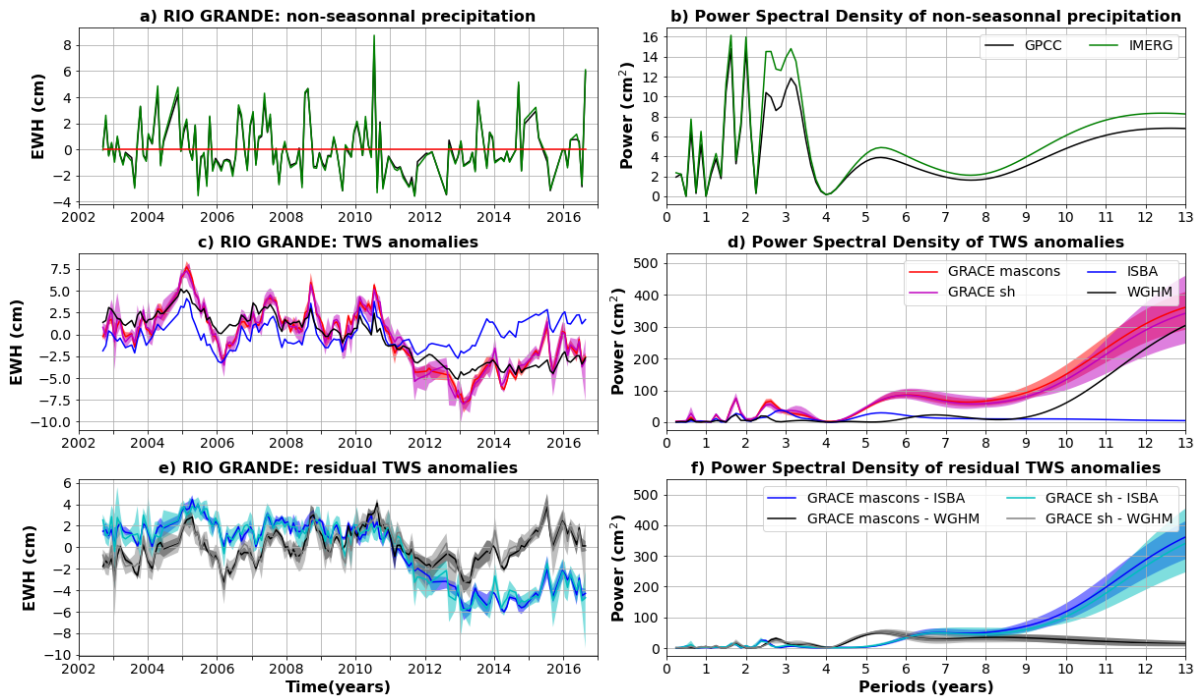 a) RIO GRANDE: non-seasonnal precipitation
EWH (cm)
8
6
4
2
0
−2
−4
2002 2004 2006 2008 2010 2012 2014 2016
b) Power Spectral Density of non-seasonnal precipitation
GPCC IMERG
Power (cm²)
16
14
12
10
8
6
4
2
0
0 1 2 3 4 5 6 7 8 9 10 11 12 13
c) RIO GRANDE: TWS anomalies
EWH (cm)
7.5
5.0
2.5
0.0
−2.5
−5.0
−7.5
−10.0
2002 2004 2006 2008 2010 2012 2014 2016
d) Power Spectral Density of TWS anomalies
GRACE mascons ISBA
GRACE sh WGHM
Power (cm²)
500
400
300
200
100
0
0 1 2 3 4 5 6 7 8 9 10 11 12 13
e) RIO GRANDE: residual TWS anomalies
EWH (cm)
6
4
2
0
−2
−4
−6
−8
−10
2002 2004 2006 2008 2010 2012 2014 2016
Time(years)
f) Power Spectral Density of residual TWS anomalies
GRACE mascons - ISBA GRACE sh - ISBA
GRACE mascons - WGHM GRACE sh - WGHM
Power (cm²)
500
400
300
200
100
0
0 1 2 3 4 5 6 7 8 9 10 11 12 13
Periods (years)